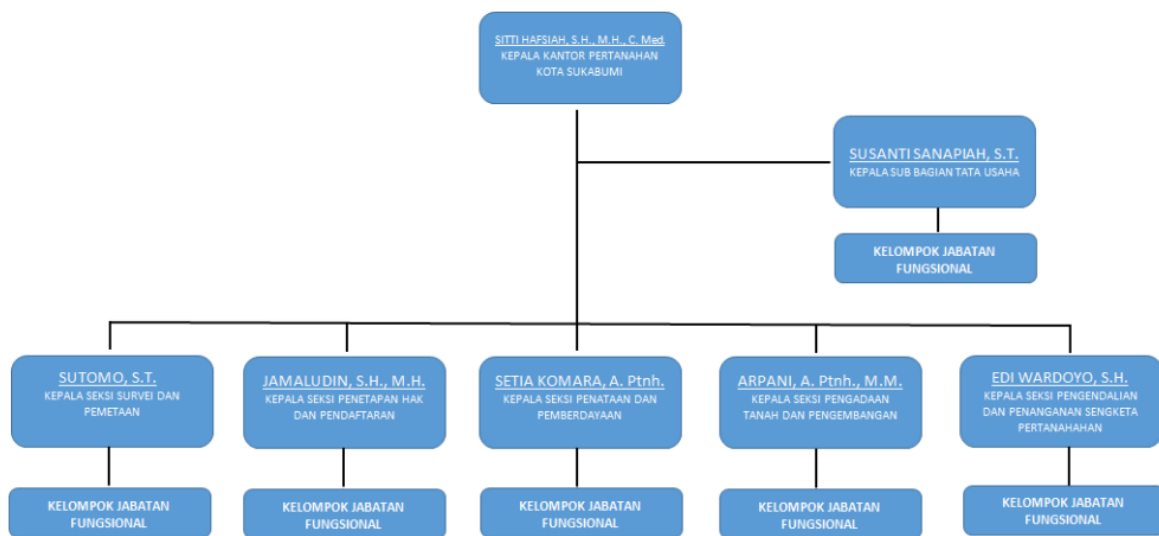 SITTI HAFSIAH, S.H., M.H., C. Med.
KEPALA KANTOR PERTANAHAN
KOTA SUKABUMI
SUSANTI SANAPIAH, S.T.
KEPALA SUB BAGIAN TATA USAHA
KELOMPOK JABATAN
FUNGSIONAL
SUTOMO, S.T.
KEPALA SEKSI SURVEI DAN
PEMETAAN
JAMALUDIN, S.H., M.H.
KEPALA SEKSI PENETAPAN HAK
DAN PENDAFTARAN
SETIA KOMARA, A. Ptnh.
KEPALA SEKSI PENATAAN DAN
PEMBERDAYAAN
ARPANI, A. Ptnh., M.M.
KEPALA SEKSI PENGADAAN
TANAH DAN PENGEMBANGAN
EDI WARDOYO, S.H.
KEPALA SEKSI PENGENDALIAN
DAN PENANGANAN SENGKETA
PERTANAHAHAN
KELOMPOK JABATAN
FUNGSIONAL
KELOMPOK JABATAN
FUNGSIONAL
KELOMPOK JABATAN
FUNGSIONAL
KELOMPOK JABATAN
FUNGSIONAL
KELOMPOK JABATAN
FUNGSIONAL